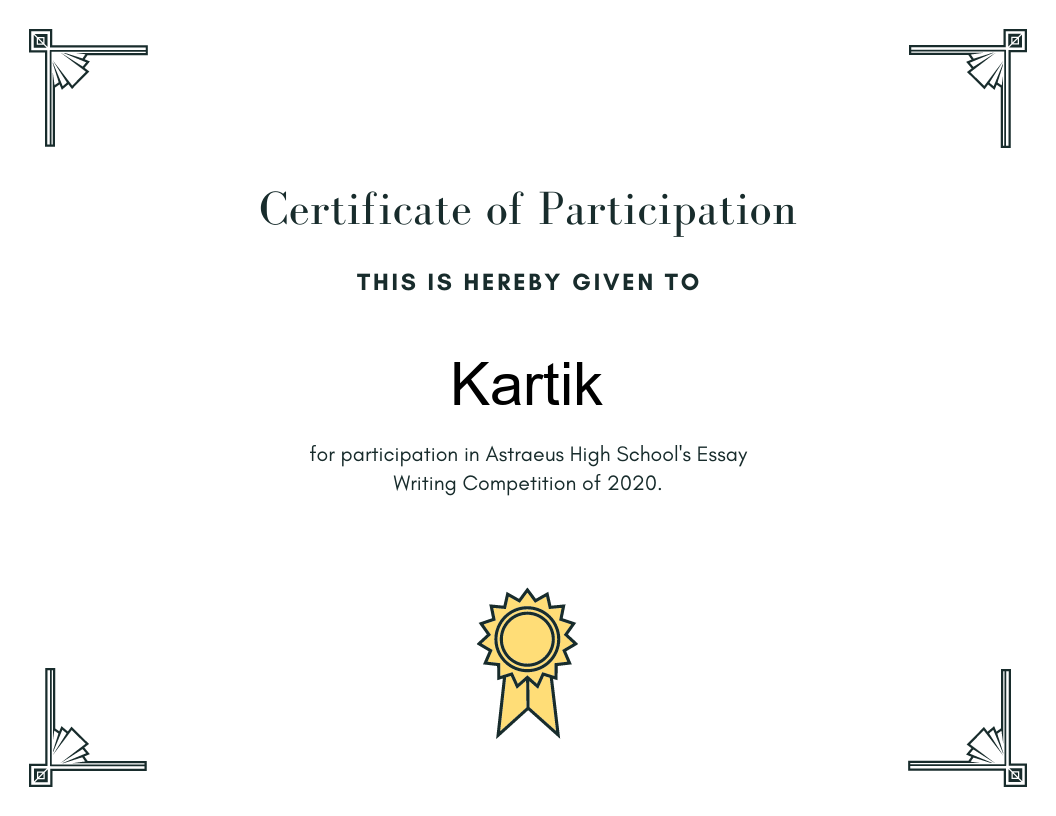 Certificate of Participation
THIS IS HEREBY GIVEN TO
Kartik
for participation in Astraeus High School's Essay
Writing Competition of 2020.